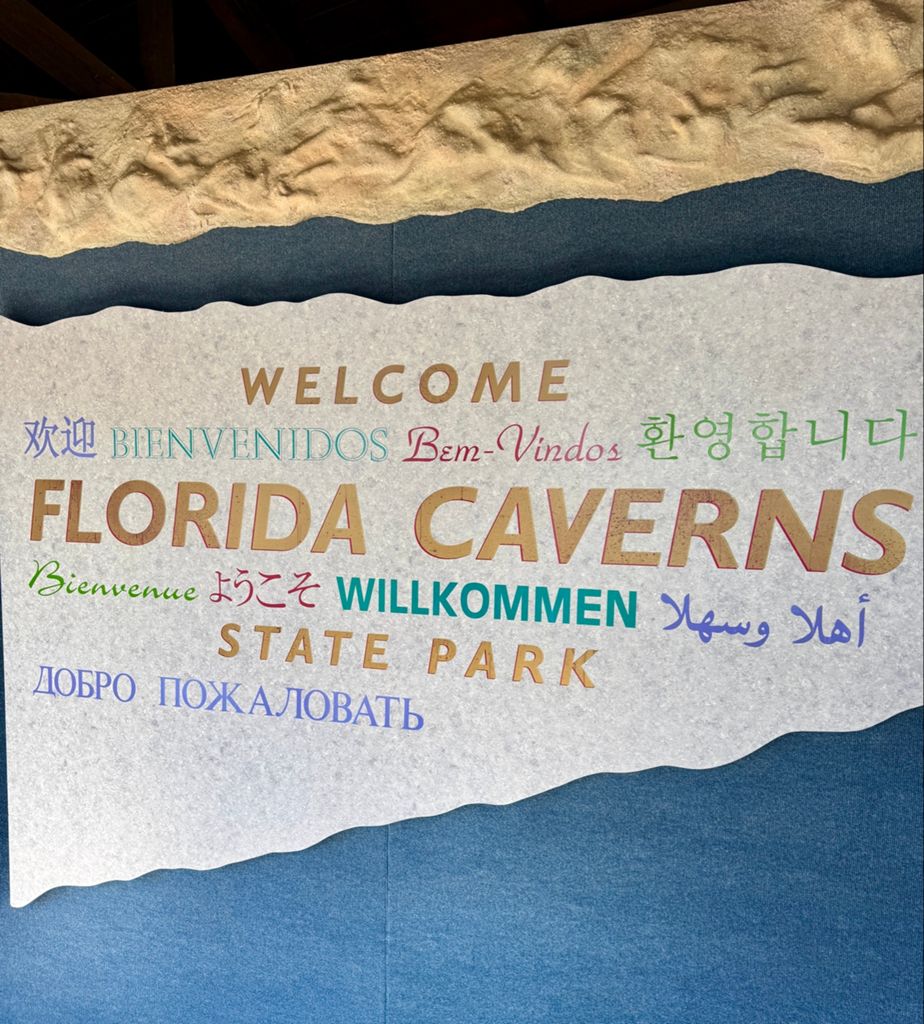 WELCOME
欢迎 BIENVENIDOS Bem-Vindos 환영합니다
FLORIDA CAVERNS
Bienvenue ようこそ WILLKOMMEN أهلا وسهلا
STATE PARK
ДОБРО ПОЖАЛОВАТЬ